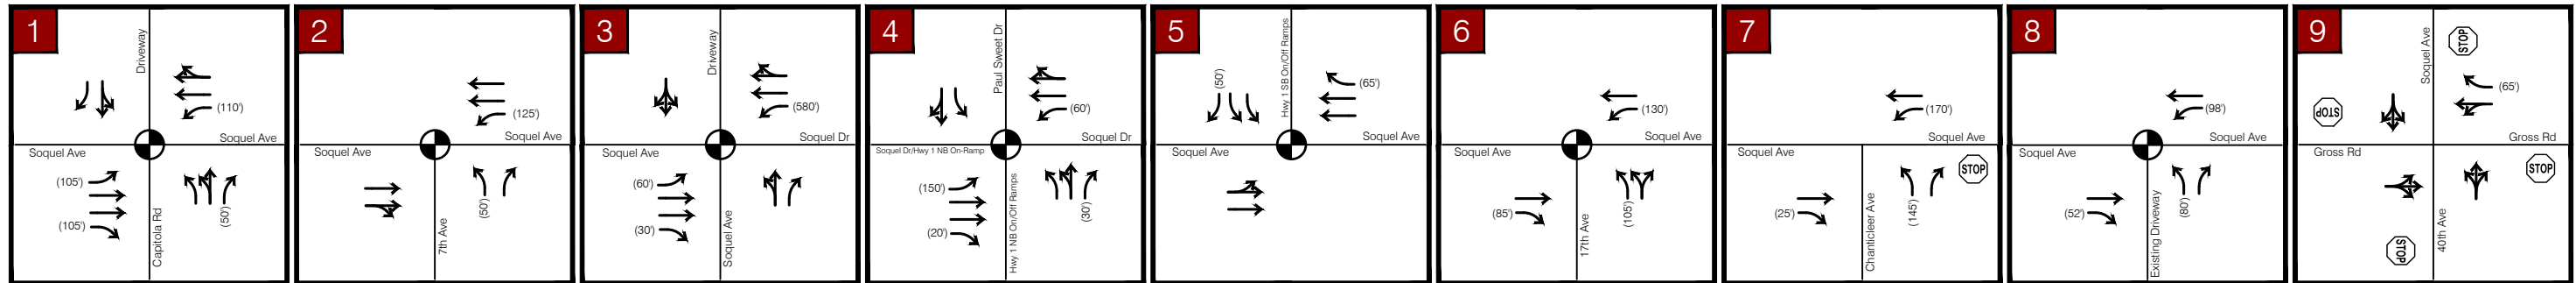 1
Driveway
(110')
Soquel Ave
Soquel Ave
(105')
(105')
Capitola Rd
(50')
2
(125')
Soquel Ave
Soquel Ave
7th Ave
(50')
3
Driveway
(580')
Soquel Dr
Soquel Ave
(60')
(30')
Soquel Ave
4
Paul Sweet Dr
(60')
Soquel Dr
Soquel Dr/Hwy 1 NB On-Ramp
(150')
(20')
Hwy 1 NB On/Off Ramps
(30')
5
(50')
Hwy 1 SB On/Off Ramps
(65')
Soquel Ave
Soquel Ave
6
(130')
Soquel Ave
Soquel Ave
(85')
17th Ave
(105')
7
(170')
Soquel Ave
Soquel Ave
(25')
Chanticleer Ave
(145')
STOP
8
(98')
Soquel Ave
Soquel Ave
(52')
Existing Driveway
(80')
9
Soquel Ave
STOP
(65')
STOP
Gross Rd
Gross Rd
STOP
40th Ave
STOP